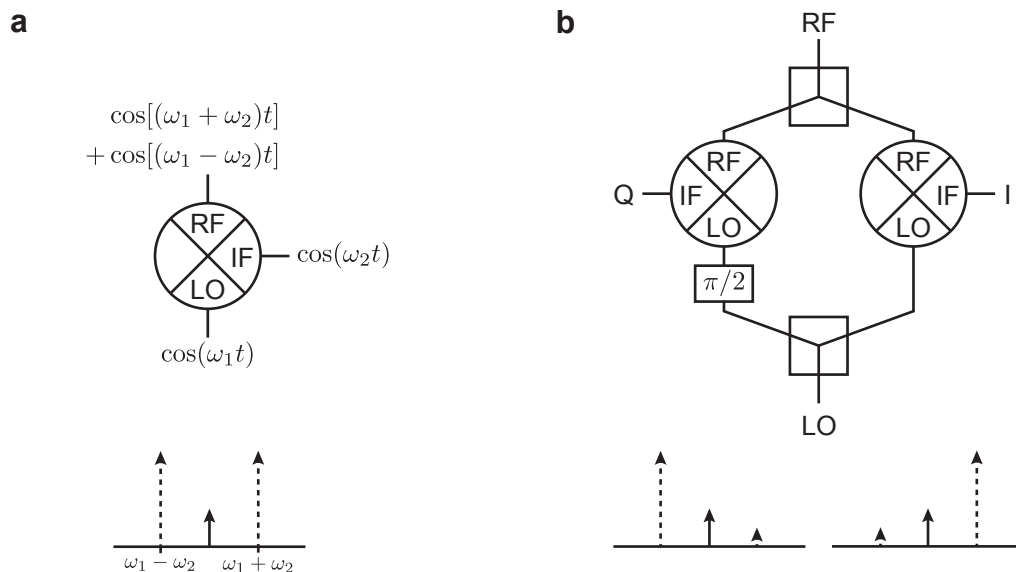 a
cos[(ω₁ + ω₂)t]
+ cos[(ω₁ − ω₂)t]
RF
IF
cos(ω₂t)
LO
cos(ω₁t)
ω₁ − ω₂
ω₁ + ω₂
b
RF
RF
RF
Q
IF
IF
I
LO
LO
π/2
LO